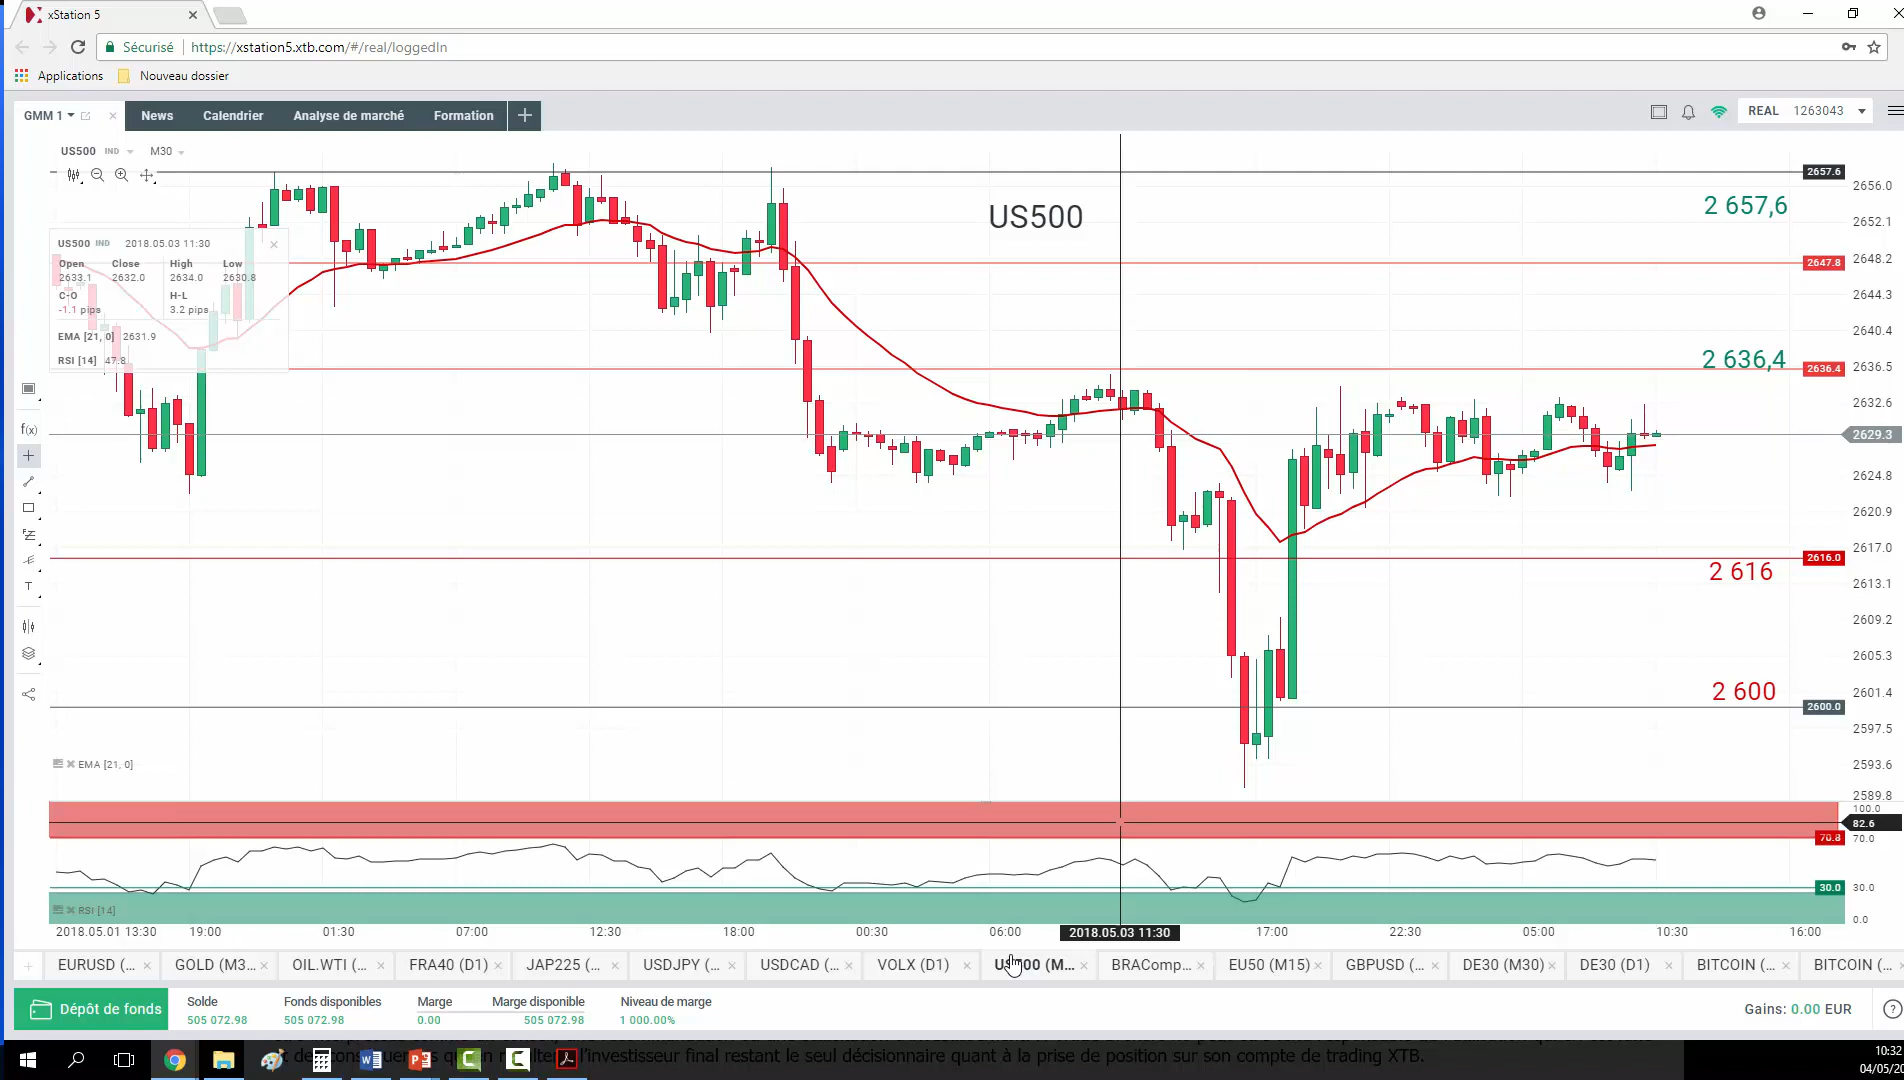 xStation 5
Sécurisé https://xstation5.xtb.com/#/real/loggedIn
Applications Nouveau dossier
GMM 1 News Calendrier Analyse de marché Formation
REAL 1263043
US500 IND M30
2657.6
2656.0
2 657,6
US500
2652.1
US500 IND 2018.05.03 11:30
Open Close High Low
2633.1 2632.0 2634.0 2630.8
C-O H-L
-1.1 pips 3.2 pips
EMA [21, 0] 2631.9
RSI [14] 47.8
2648.2
2647.8
2644.3
2640.4
2 636,4
2636.5
2636.4
2632.6
f(x)
2629.3
2624.8
2620.9
2617.0
2616.0
2 616
2613.1
T
2609.2
2605.3
2 600
2601.4
2600.0
2597.5
EMA [21, 0]
2593.6
2589.8
100.0
82.6
70.8 70.0
30.0 30.0
RSI [14]
0.0
2018.05.01 13:30 19:00 01:30 07:00 12:30 18:00 00:30 06:00 2018.05.03 11:30 17:00 22:30 05:00 10:30 16:00
EURUSD (... GOLD (M3... OIL.WTI (... FRA40 (D1) JAP225 (... USDJPY (... USDCAD (... VOLX (D1) US500 (M... BRAComp... EU50 (M15) GBPUSD (... DE30 (M30) DE30 (D1) BITCOIN (... BITCOIN (...
Dépôt de fonds
Solde Fonds disponibles Marge Marge disponible Niveau de marge
505 072.98 505 072.98 0.00 505 072.98 1 000.00%
Gains: 0.00 EUR
l'investisseur final restant le seul décisionnaire quant à la prise de position sur son compte de trading XTB.
10:32
04/05/20